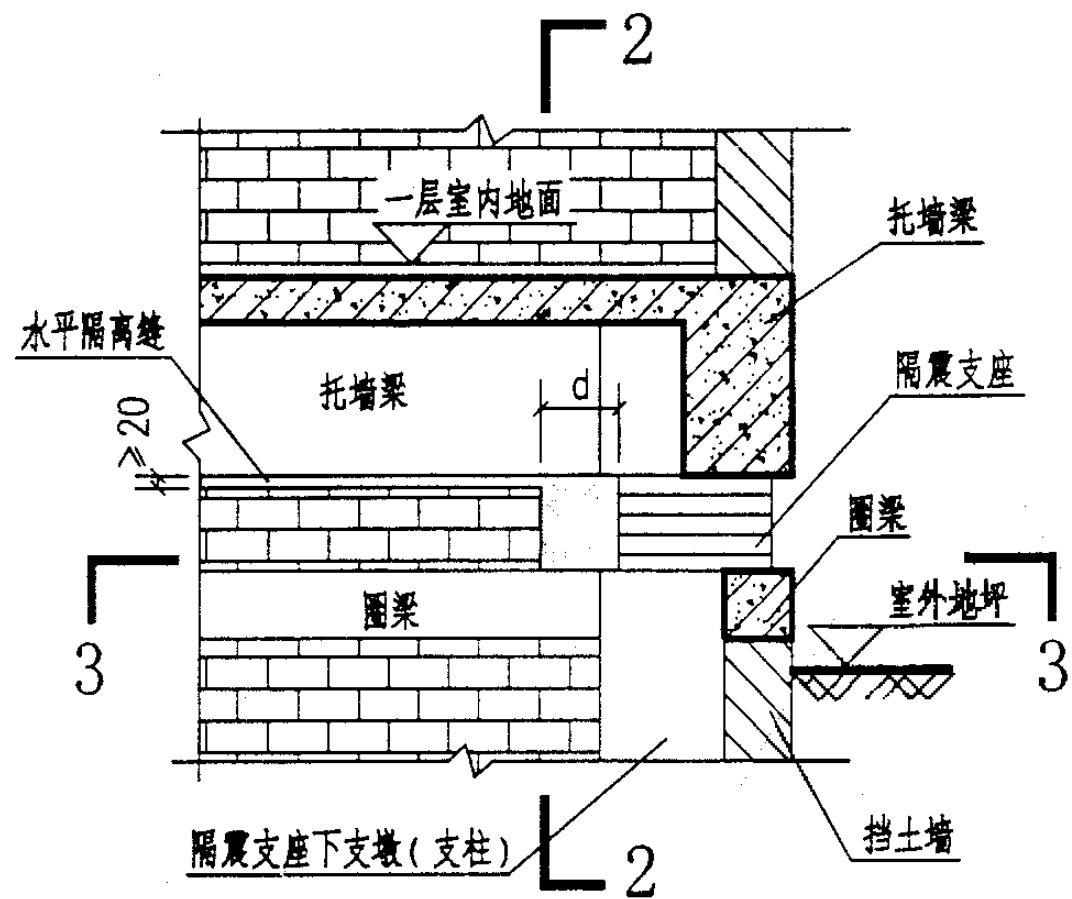 2
一层室内地面
托墙梁
水平隔离缝
托墙梁
d
隔震支座
≥20
圈梁
3
圈梁
室外地坪
3
隔震支座下支墩(支柱)
2
挡土墙